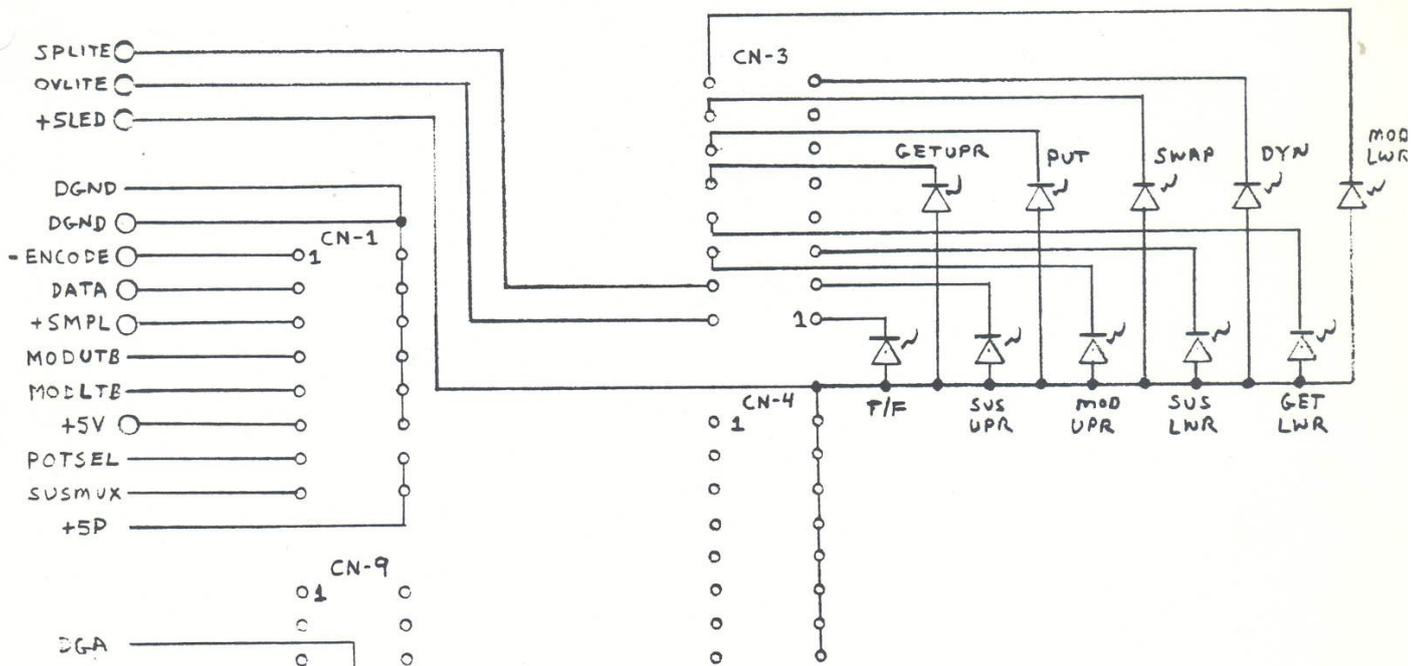 SPLITE
OVLITE
+5LED
DGND
DGND
-ENCODE
DATA
+SMPL
MODUTB
MODLTB
+5V
POTSEL
SUSMUX
+5P
CN-1
1
CN-9
1
DGA
CN-3
1
CN-4
1
GETUPR
PUT
SWAP
DYN
MOD
LWR
P/F
SUS
UPR
MOD
UPR
SUS
LWR
GET
LWR